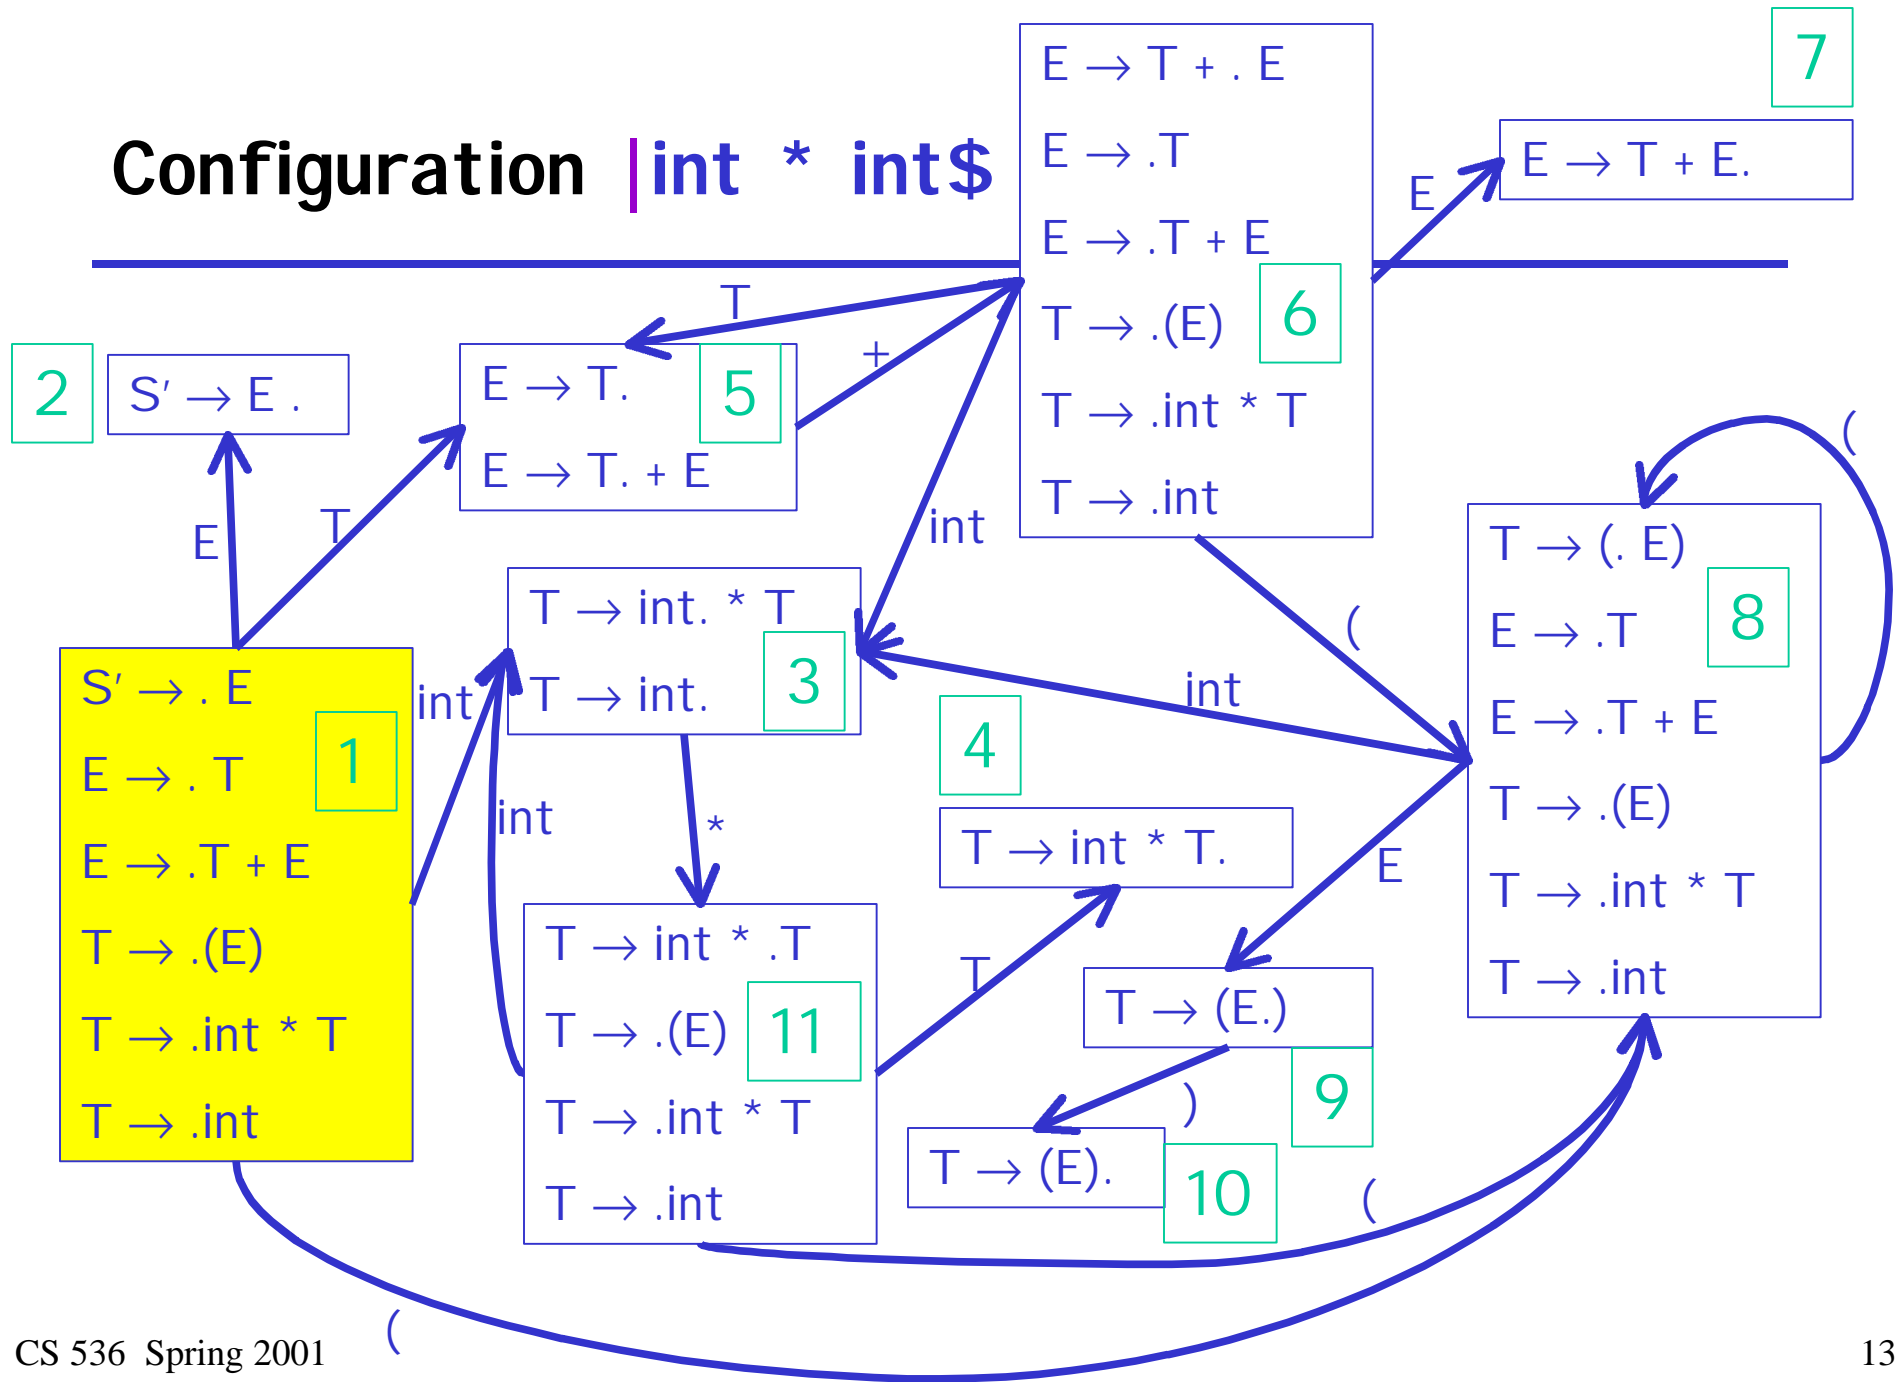 Configuration |int * int$
E → T + . E
E → .T
E → .T + E
T → .(E)
T → .int * T
T → .int
6
7
E → T + E.
E
T
+
int
(
2
S′ → E .
E → T.
E → T. + E
5
E
T
T → int. * T
T → int.
3
int
int
*
int
S′ → . E
E → . T
E → .T + E
T → .(E)
T → .int * T
T → .int
1
4
T → int * T.
T → int * .T
T → .(E)
T → .int * T
T → .int
11
T
T → (. E)
E → .T
E → .T + E
T → .(E)
T → .int * T
T → .int
8
(
E
T → (E.)
9
)
T → (E).
10
(
(
CS 536 Spring 2001
13